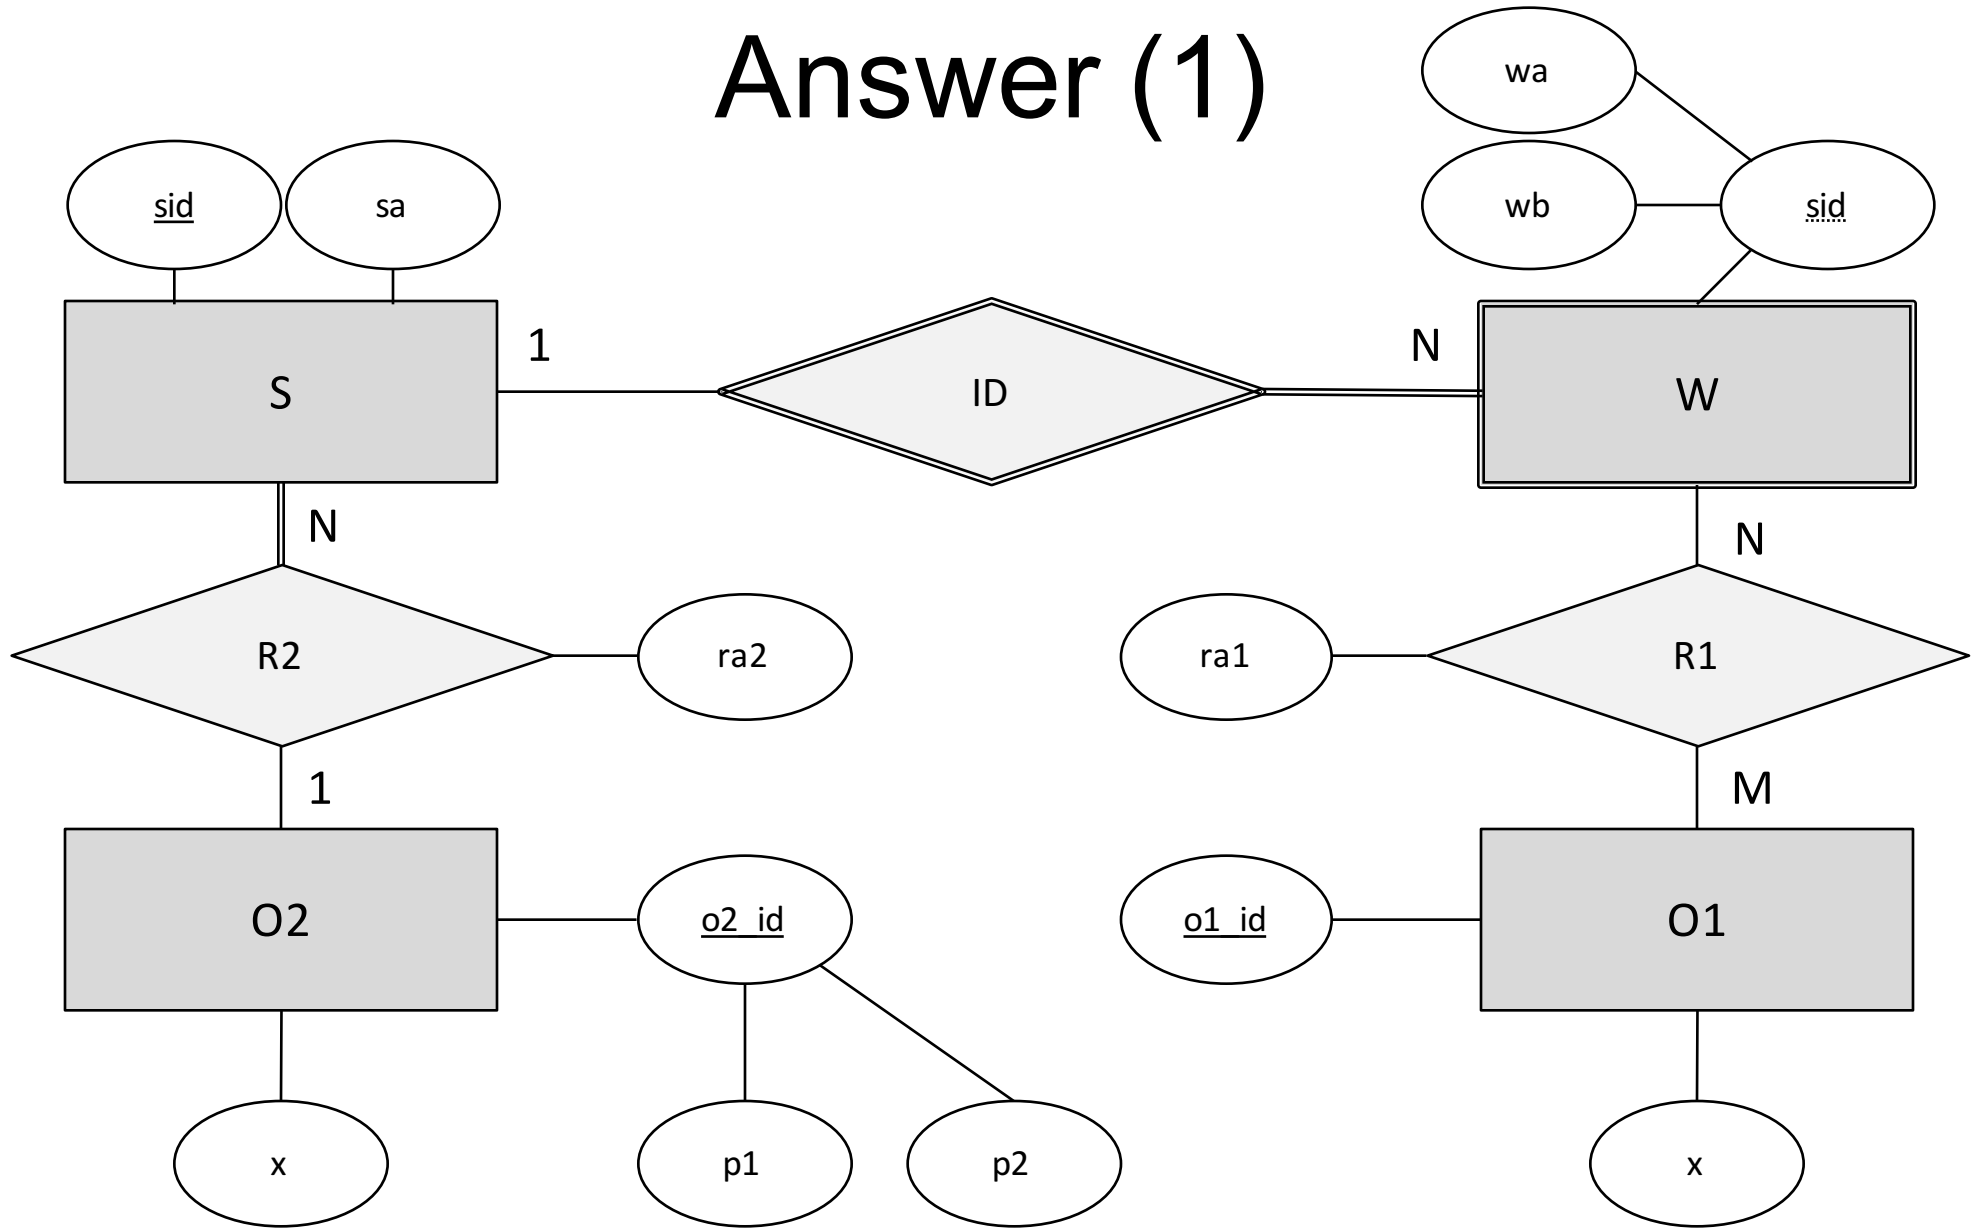 Answer (1)
wa
sid
sa
wb
sid
1
N
S
ID
W
N
N
R2
ra2
ra1
R1
1
M
O2
o2_id
o1_id
O1
x
p1
p2
x